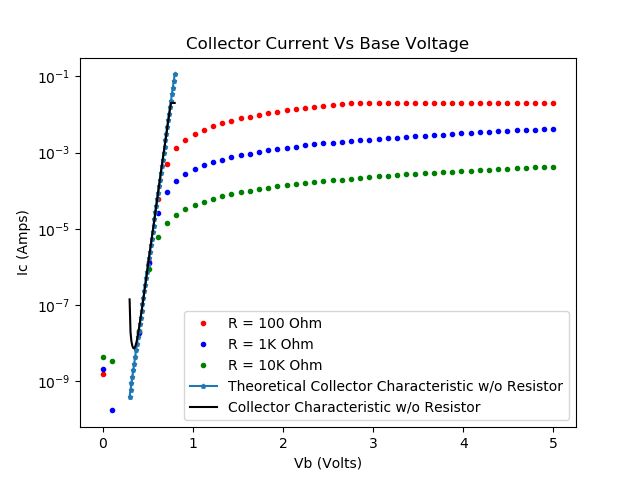 Collector Current Vs Base Voltage
Ic (Amps)
10⁻¹
10⁻³
10⁻⁵
10⁻⁷
10⁻⁹
R = 100 Ohm
R = 1K Ohm
R = 10K Ohm
Theoretical Collector Characteristic w/o Resistor
Collector Characteristic w/o Resistor
0 1 2 3 4 5
Vb (Volts)